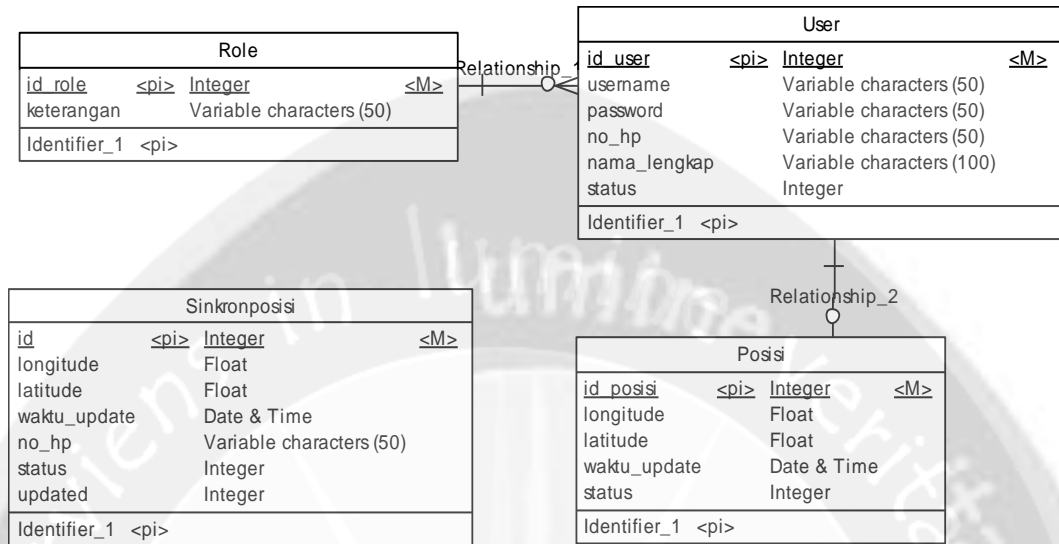 Role
id_role <pi> Integer <M>
keterangan Variable characters (50)
Identifier_1 <pi>
Relationship_1
User
id_user <pi> Integer <M>
username Variable characters (50)
password Variable characters (50)
no_hp Variable characters (50)
nama_lengkap Variable characters (100)
status Integer
Identifier_1 <pi>
Relationship_2
Sinkronposisi
id <pi> Integer <M>
longitude Float
latitude Float
waktu_update Date & Time
no_hp Variable characters (50)
status Integer
updated Integer
Identifier_1 <pi>
Posisi
id_posisi <pi> Integer <M>
longitude Float
latitude Float
waktu_update Date & Time
status Integer
Identifier_1 <pi>
in lumine